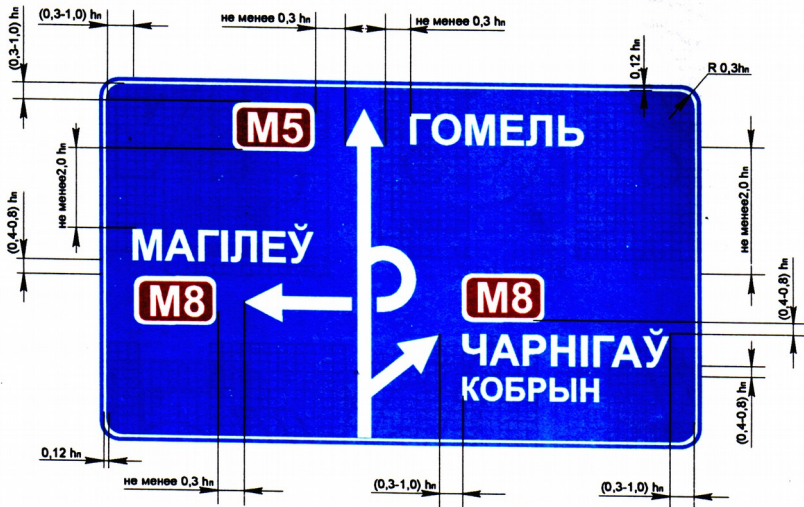 (0,3-1,0) hп
не менее 0,3 hп
не менее 0,3 hп
(0,3-1,0) hп
0,12 hп
R 0,3hп
М5
ГОМЕЛЬ
не менее2,0 hп
не менее2,0 hп
МАГІЛЕЎ
(0,4-0,8) hп
М8
М8
(0,4-0,8) hп
ЧАРНІГАЎ
КОБРЫН
(0,4-0,8) hп
0,12 hп
не менее 0,3 hп
(0,3-1,0) hп
(0,3-1,0) hп